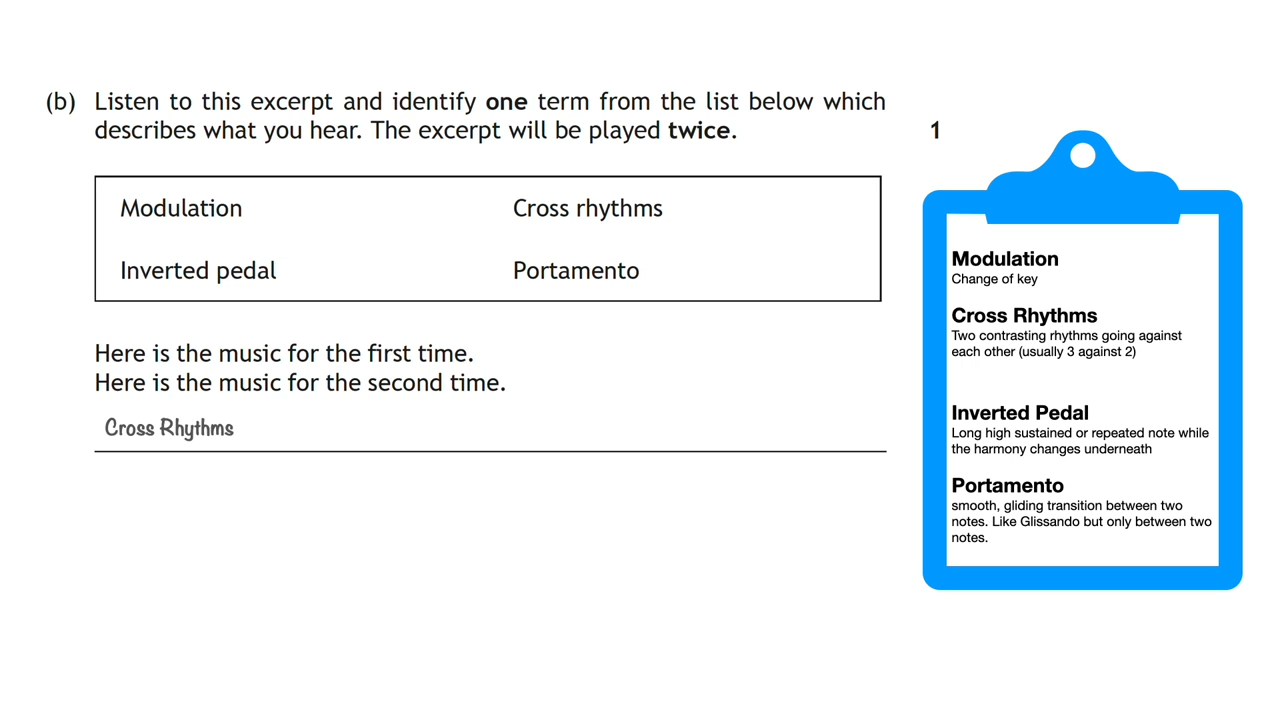 (b) Listen to this excerpt and identify one term from the list below which
describes what you hear. The excerpt will be played twice.
1
Modulation Cross rhythms
Inverted pedal Portamento
Here is the music for the first time.
Here is the music for the second time.
Cross Rhythms
Modulation
Change of key
Cross Rhythms
Two contrasting rhythms going against
each other (usually 3 against 2)
Inverted Pedal
Long high sustained or repeated note while
the harmony changes underneath
Portamento
smooth, gliding transition between two
notes. Like Glissando but only between two
notes.